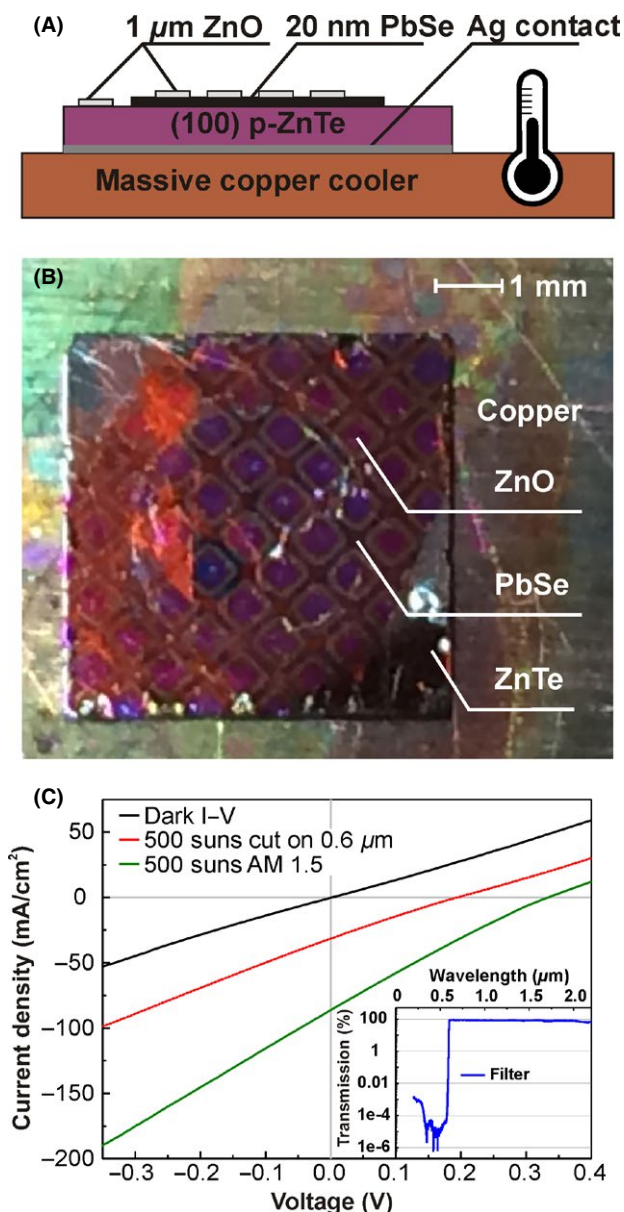 (A)
1 µm ZnO 20 nm PbSe Ag contact
(100) p-ZnTe
Massive copper cooler
(B)
1 mm
Copper
ZnO
PbSe
ZnTe
(C)
Dark I–V
500 suns cut on 0.6 µm
500 suns AM 1.5
Current density (mA/cm²)
50
0
−50
−100
−150
−200
−0.3 −0.2 −0.1 0.0 0.1 0.2 0.3 0.4
Voltage (V)
Wavelength (µm)
0 0.5 1.0 1.5 2.0
Transmission (%)
100
1
0.01
1e-4
1e-6
Filter